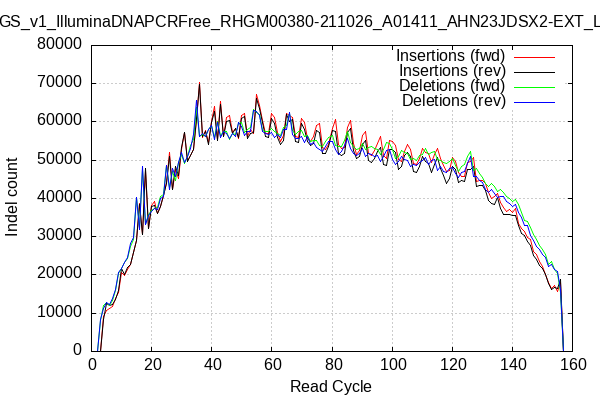 GS_v1_IlluminaDNAPCRFree_RHGM00380-211026_A01411_AHN23JDSX2-EXT_L
Insertions (fwd)
Insertions (rev)
Deletions (fwd)
Deletions (rev)
80000
70000
60000
50000
40000
30000
20000
10000
0
Indel count
0 20 40 60 80 100 120 140 160
Read Cycle